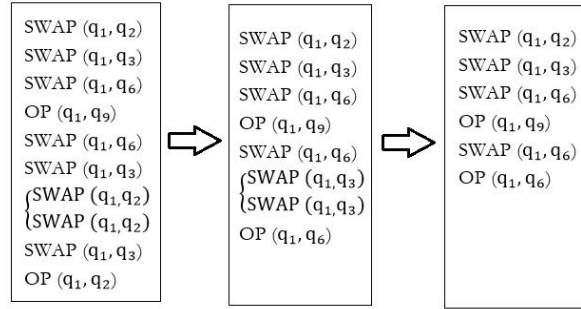 SWAP (q₁, q₂)
SWAP (q₁, q₃)
SWAP (q₁, q₆)
OP (q₁, q₉)
SWAP (q₁, q₆)
SWAP (q₁, q₃)
SWAP (q₁,q₂)
SWAP (q₁,q₂)
SWAP (q₁, q₃)
OP (q₁, q₂)
SWAP (q₁, q₂)
SWAP (q₁, q₃)
SWAP (q₁, q₆)
OP (q₁, q₉)
SWAP (q₁, q₆)
SWAP (q₁,q₃)
SWAP (q₁,q₃)
OP (q₁, q₆)
SWAP (q₁, q₂)
SWAP (q₁, q₃)
SWAP (q₁, q₆)
OP (q₁, q₉)
SWAP (q₁, q₆)
OP (q₁, q₆)